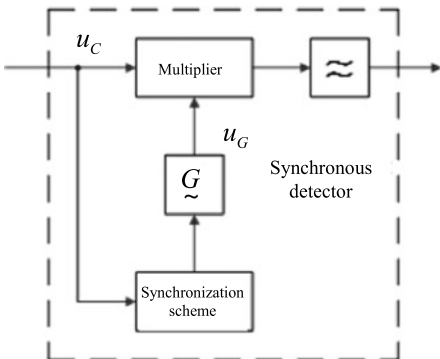 u_C
Multiplier
u_G
G
~
Synchronous
detector
Synchronization
scheme